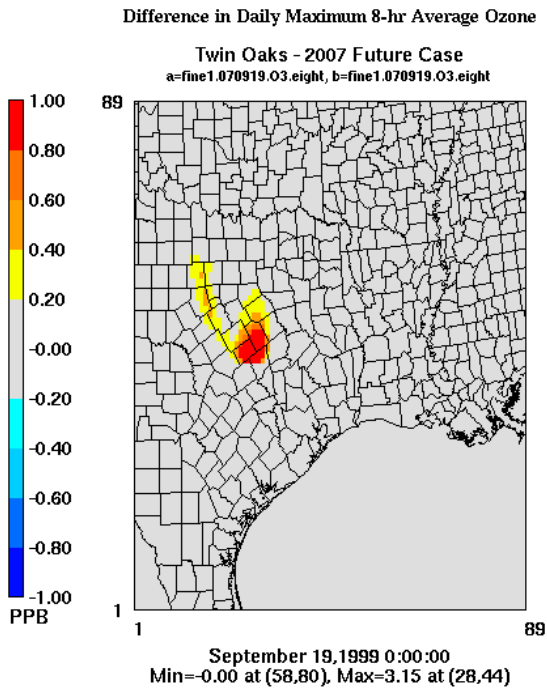 Difference in Daily Maximum 8-hr Average Ozone
Twin Oaks - 2007 Future Case
a=fine1.070919.O3.eight, b=fine1.070919.O3.eight
1.00
0.80
0.60
0.40
0.20
-0.00
-0.20
-0.40
-0.60
-0.80
-1.00
PPB
89
1
1
89
September 19,1999 0:00:00
Min=-0.00 at (58,80), Max=3.15 at (28,44)